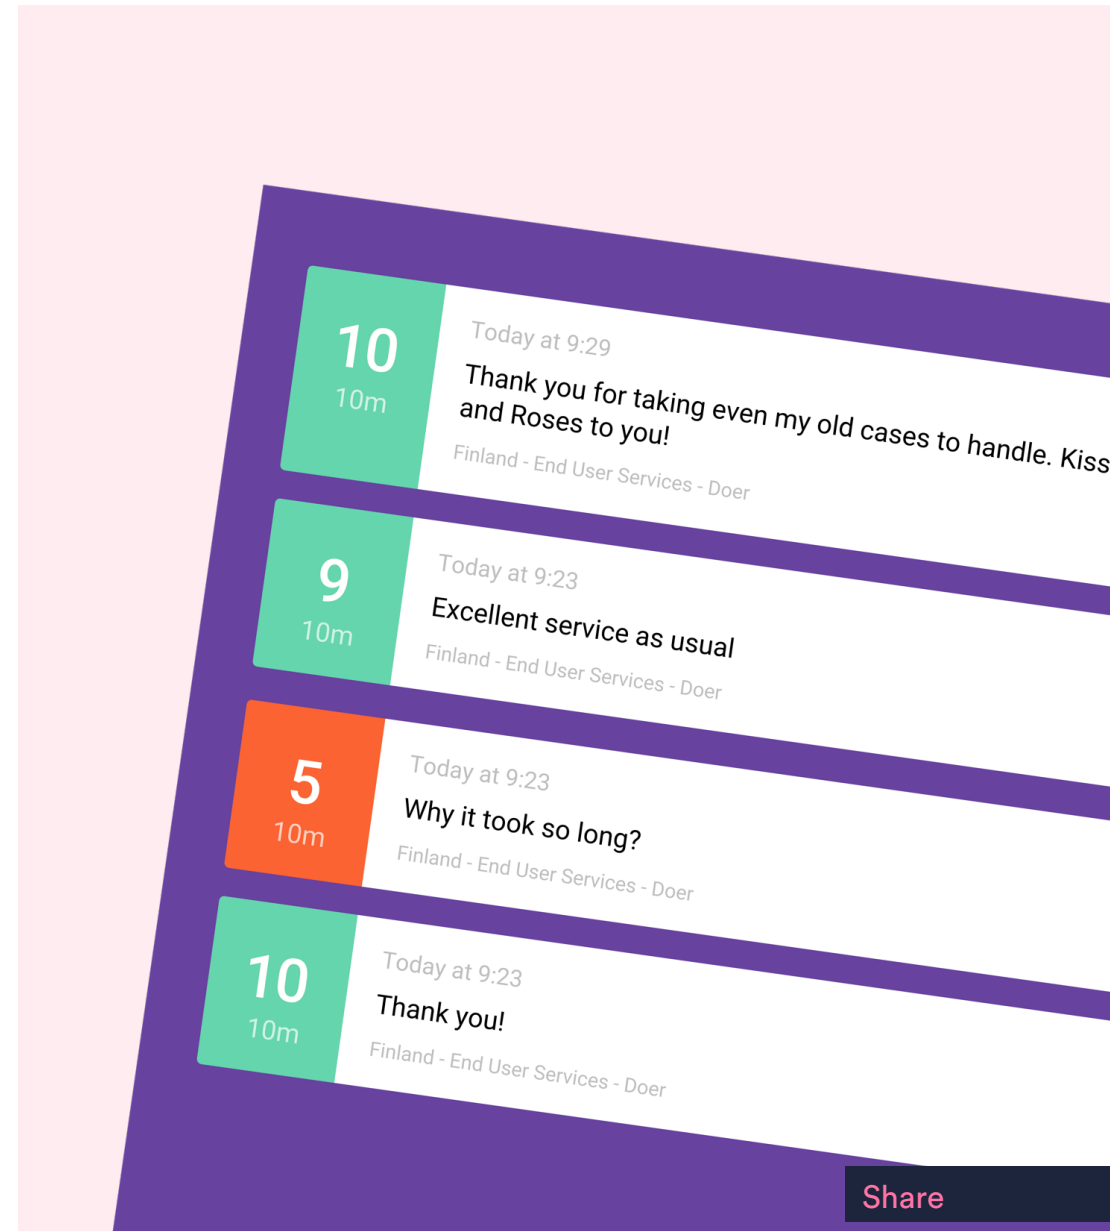 10
10m
Today at 9:29
Thank you for taking even my old cases to handle. Kiss
and Roses to you!
Finland - End User Services - Doer
9
10m
Today at 9:23
Excellent service as usual
Finland - End User Services - Doer
5
10m
Today at 9:23
Why it took so long?
Finland - End User Services - Doer
10
10m
Today at 9:23
Thank you!
Finland - End User Services - Doer
Share